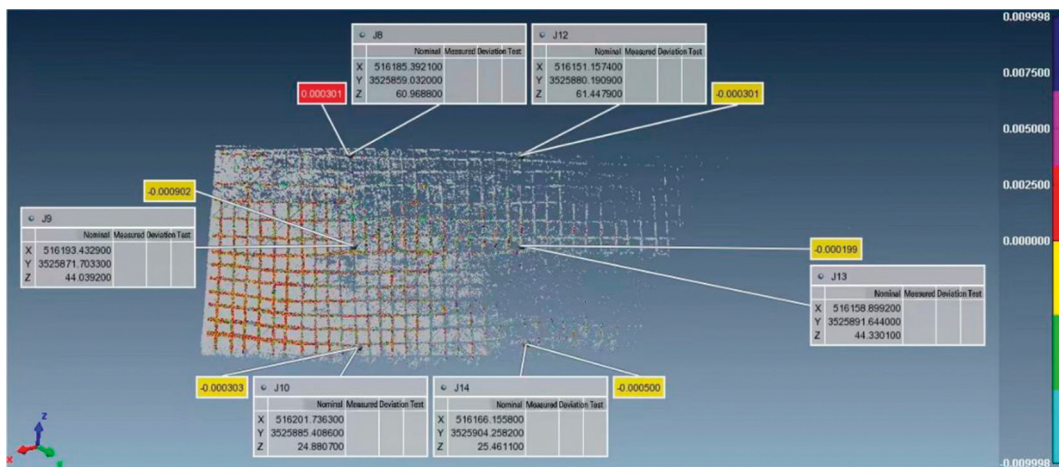 0.009998
0.007500
0.005000
0.002500
0.000000
-0.009998
J8
Nominal Measured Deviation Test
X 516185.392100
Y 3525859.032000
Z 60.968800
0.000301
J12
Nominal Measured Deviation Test
X 516151.157400
Y 3525880.190900
Z 61.447900
-0.000301
-0.000902
J9
Nominal Measured Deviation Test
X 516193.432900
Y 3525871.703300
Z 44.039200
-0.000199
J13
Nominal Measured Deviation Test
X 516158.899200
Y 3525891.644000
Z 44.330100
-0.000303
J10
Nominal Measured Deviation Test
X 516201.736300
Y 3525885.408600
Z 24.880700
J14
Nominal Measured Deviation Test
X 516166.155800
Y 3525904.258200
Z 25.461100
-0.000500
Z
X